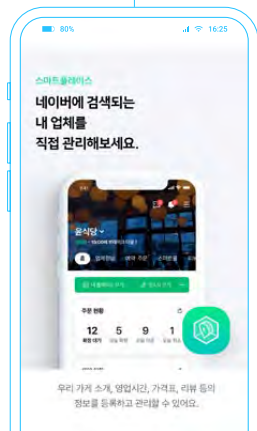 80%
16:25
스마트플레이스
네이버에 검색되는
내 업체를
직접 관리해보세요.
윤식당
홈
주문 현황
12 5 9 1
우리 가게 소개, 영업시간, 가격표, 리뷰 등의
정보를 등록하고 관리할 수 있어요.